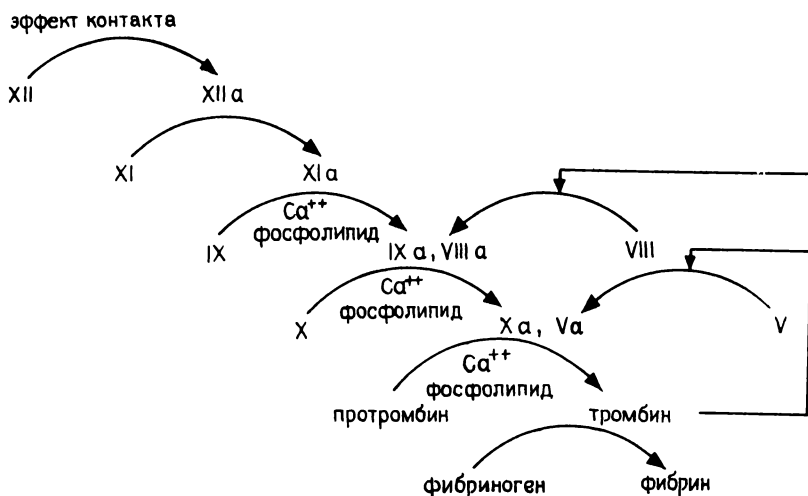 эффект контакта
XII XIIa
XI XIa
Ca++
фосфолипид
IX IXa, VIIIa VIII
Ca++
фосфолипид
X Xa, Va V
Ca++
фосфолипид
протромбин тромбин
фибриноген фибрин